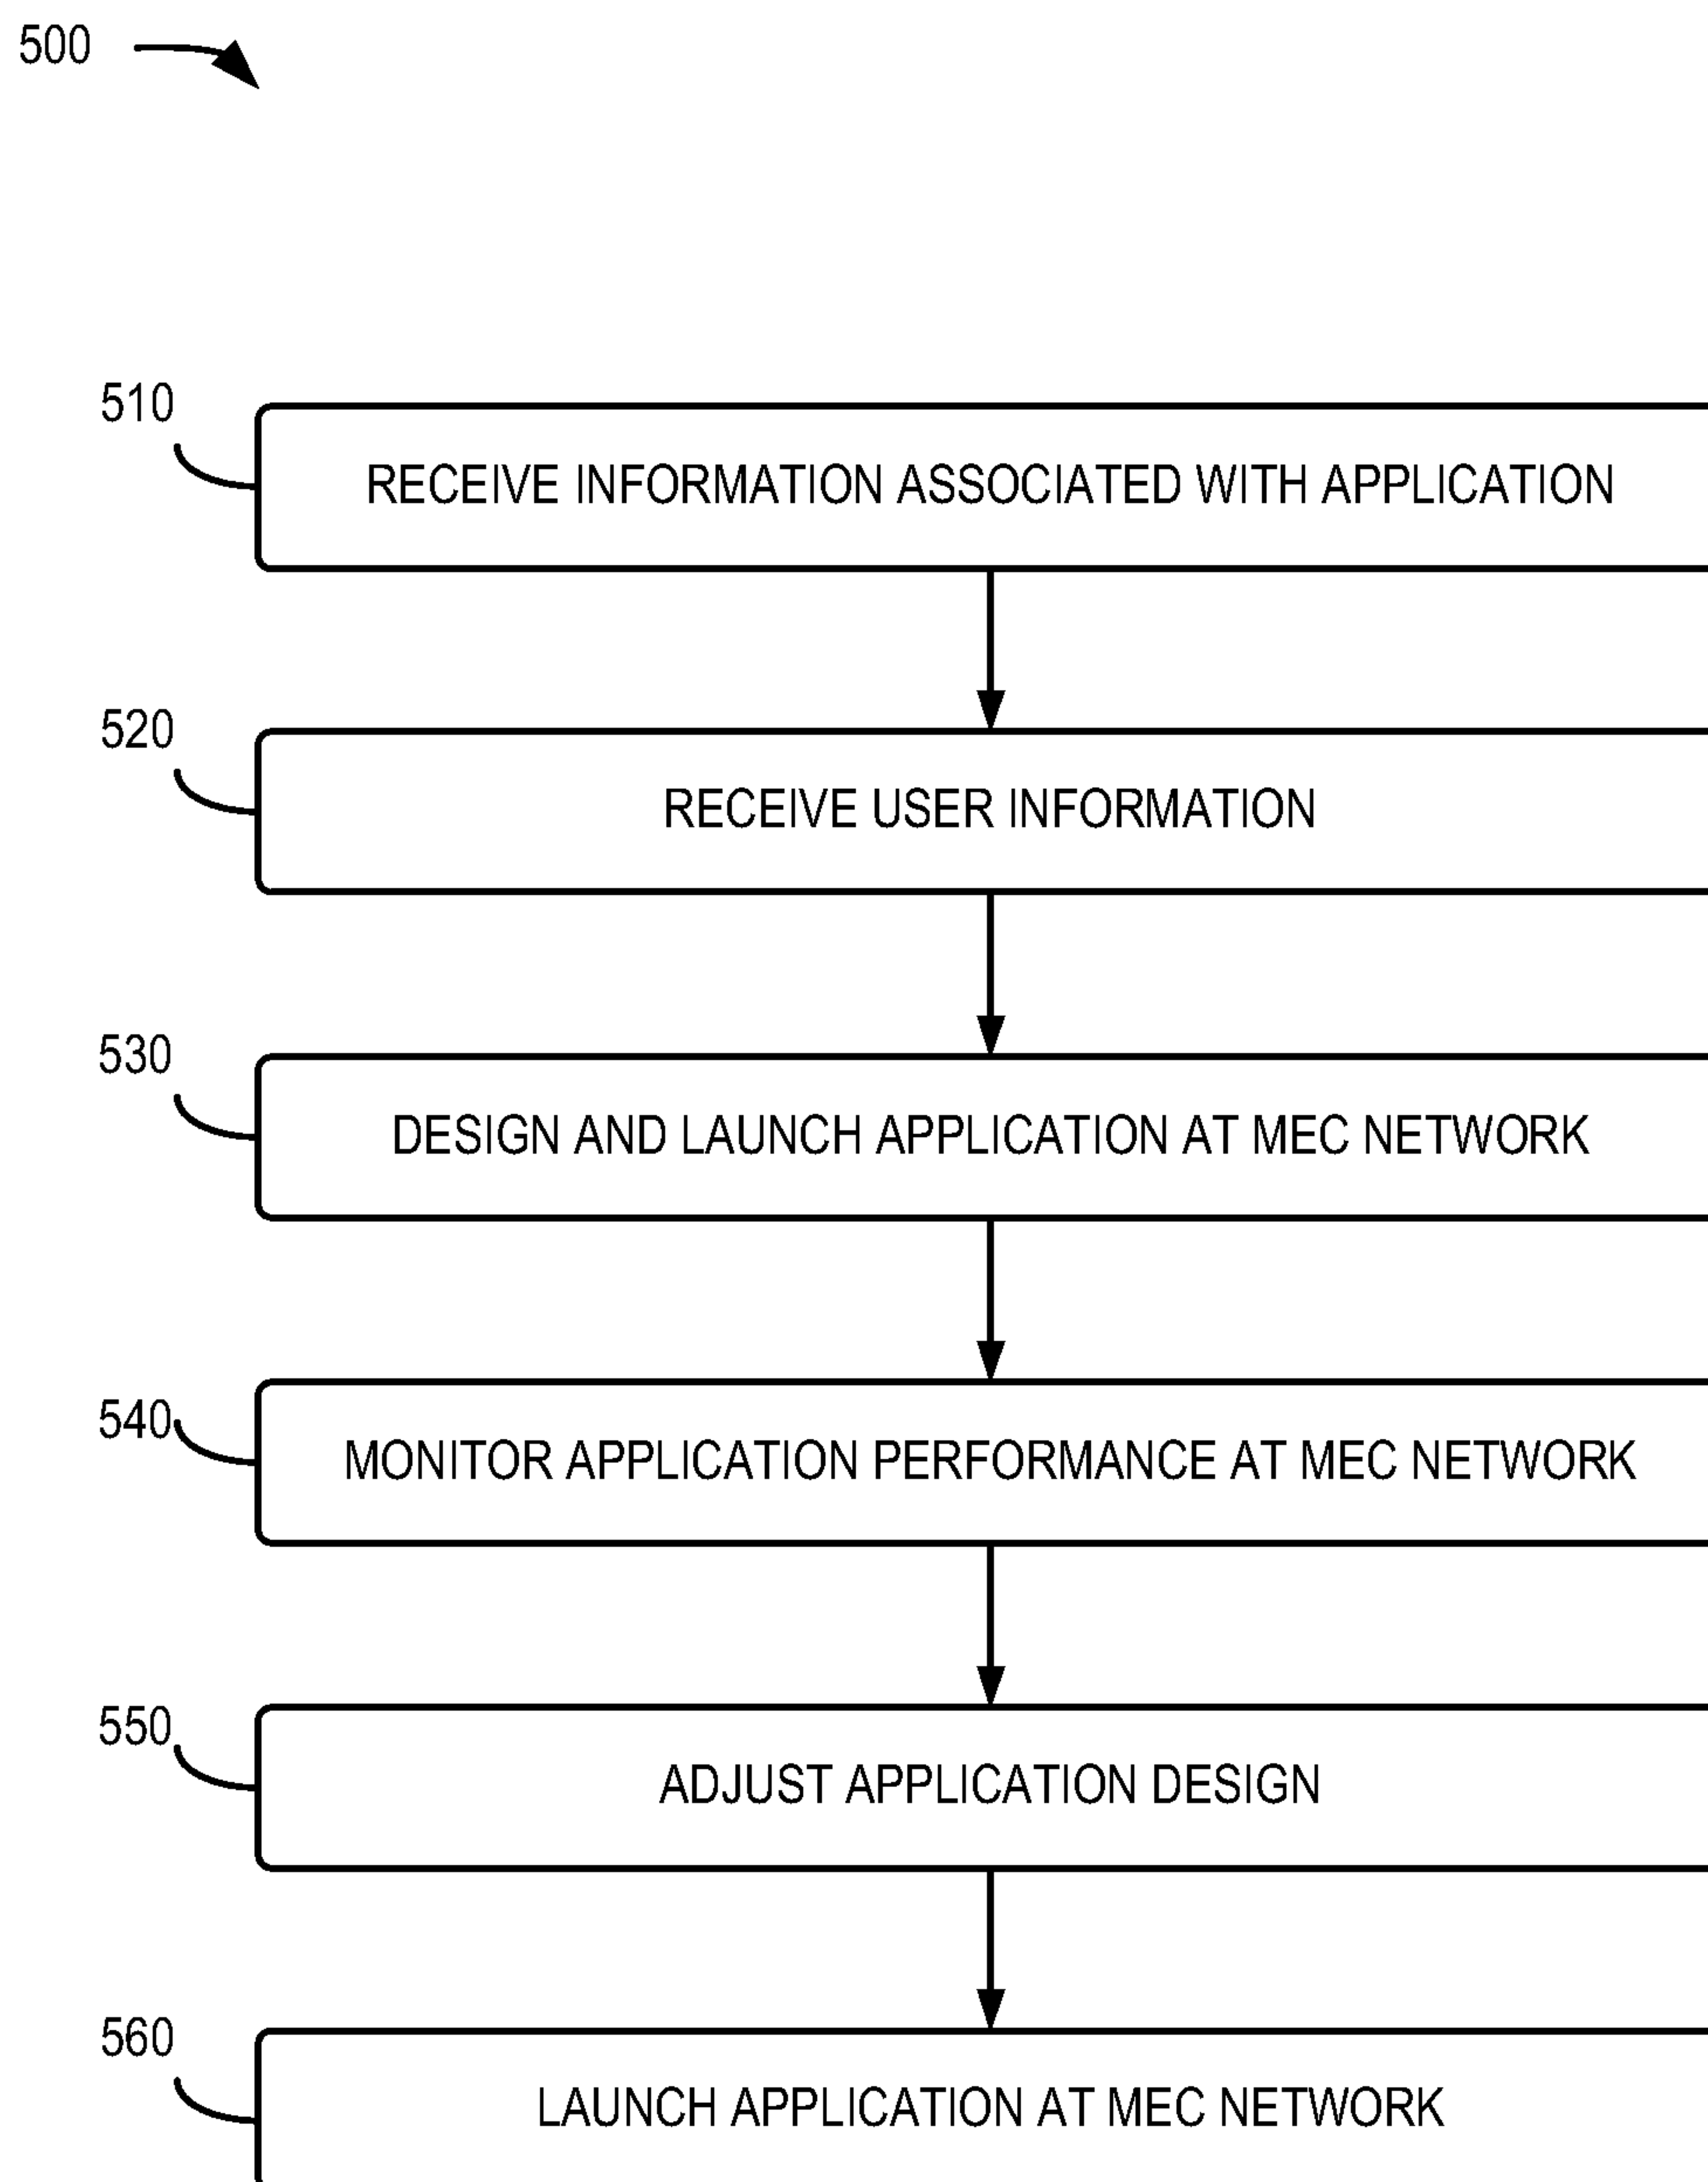 500
510
RECEIVE INFORMATION ASSOCIATED WITH APPLICATION
520
RECEIVE USER INFORMATION
530
DESIGN AND LAUNCH APPLICATION AT MEC NETWORK
540
MONITOR APPLICATION PERFORMANCE AT MEC NETWORK
550
ADJUST APPLICATION DESIGN
560
LAUNCH APPLICATION AT MEC NETWORK